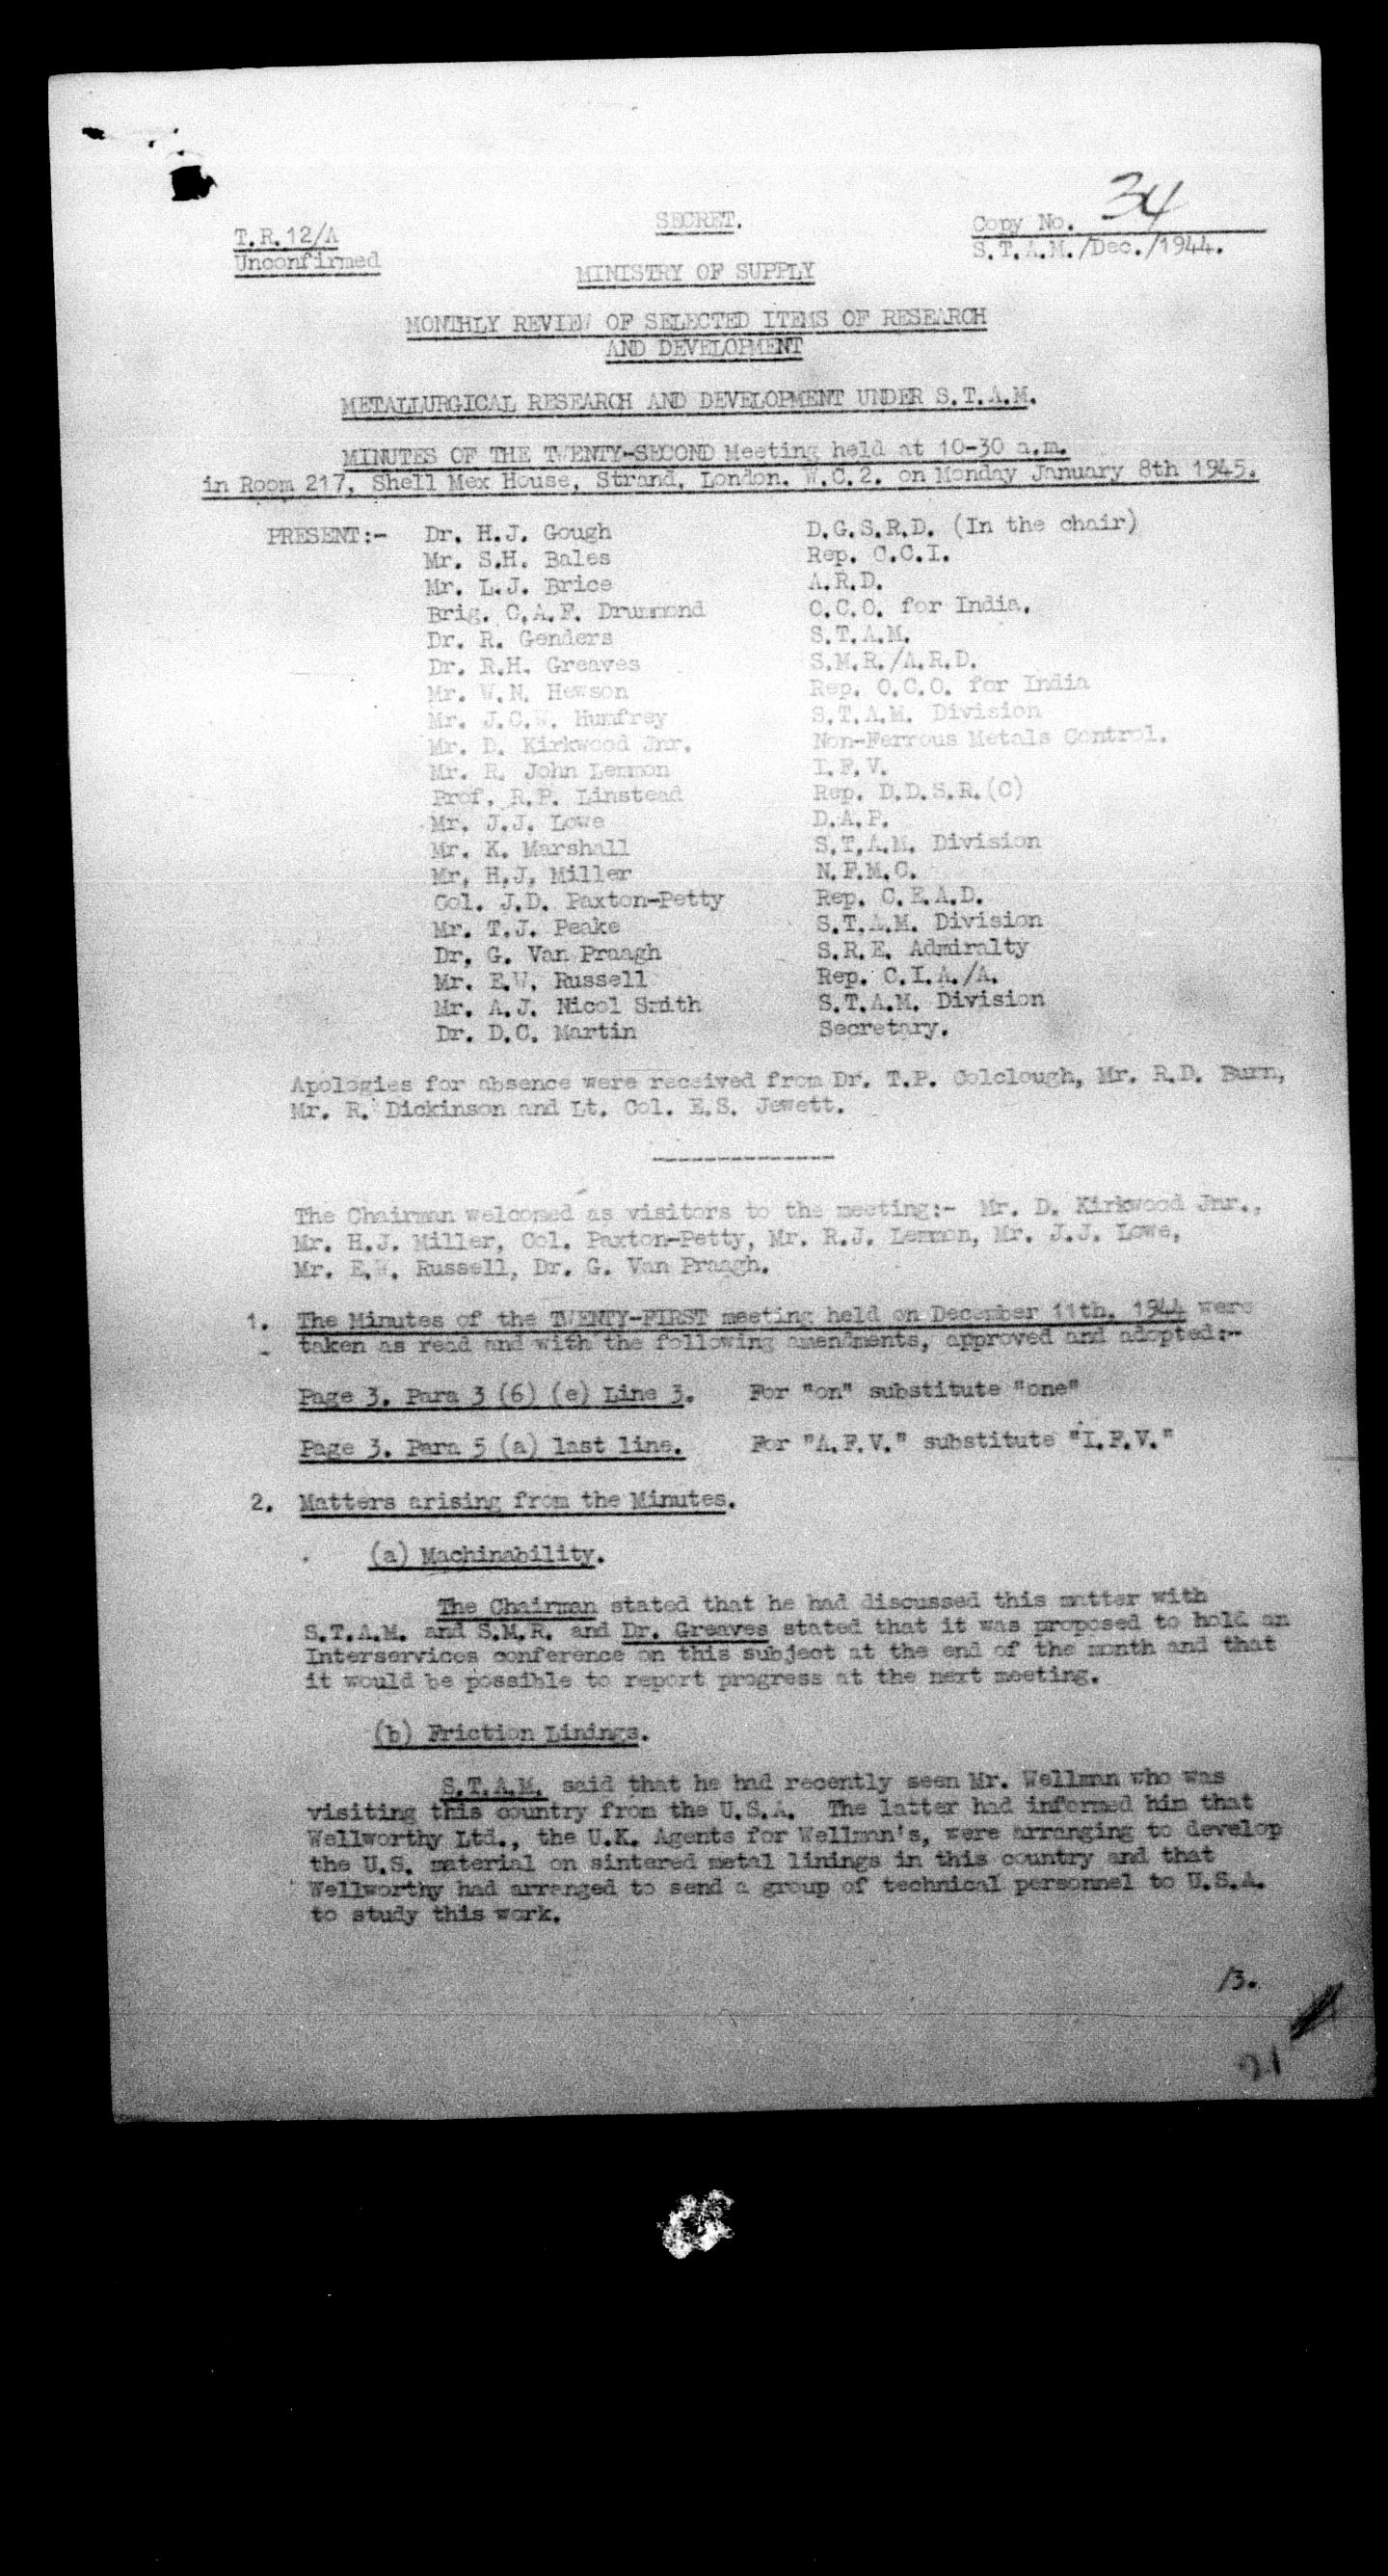 T.R.12/A
Unconfirmed
SECRET.
Copy No. 34
S.T.A.M./Dec./1944.
MINISTRY OF SUPPLY
MONTHLY REVIEW OF SELECTED ITEMS OF RESEARCH
AND DEVELOPMENT
METALLURGICAL RESEARCH AND DEVELOPMENT UNDER S.T.A.M.
MINUTES OF THE TWENTY-SECOND Meeting held at 10-30 a.m.
in Room 217, Shell Mex House, Strand, London. W.C.2. on Monday January 8th 1945.
PRESENT:- Dr. H.J. Gough D.G.S.R.D. (In the chair)
Mr. S.H. Bales Rep. C.C.I.
Mr. L.J. Brice A.R.D.
Brig. C.A.F. Drummond O.C.O. for India.
Dr. R. Genders S.T.A.M.
Dr. R.H. Greaves S.M.R./A.R.D.
Mr. W.N. Hewson Rep. O.C.O. for India
Mr. J.C.W. Humfrey S.T.A.M. Division
Mr. D. Kirkwood Jnr. Non-Ferrous Metals Control.
Mr. R. John Lemmon I.F.V.
Prof. R.P. Linstead Rep. D.D.S.R.(C)
Mr. J.J. Lowe D.A.P.
Mr. K. Marshall S.T.A.M. Division
Mr. H.J. Miller N.F.M.C.
Col. J.D. Paxton-Petty Rep. C.E.A.D.
Mr. T.J. Peake S.T.A.M. Division
Dr. G. Van Praagh S.R.E. Admiralty
Mr. E.W. Russell Rep. C.I.A./A.
Mr. A.J. Nicol Smith S.T.A.M. Division
Dr. D.C. Martin Secretary.
Apologies for absence were received from Dr. T.P. Colclough, Mr. R.D. Burn,
Mr. R. Dickinson and Lt. Col. E.S. Jewett.
The Chairman welcomed as visitors to the meeting:- Mr. D. Kirkwood Jnr.,
Mr. H.J. Miller, Col. Paxton-Petty, Mr. R.J. Lemmon, Mr. J.J. Lowe,
Mr. E.W. Russell, Dr. G. Van Praagh.
1. The Minutes of the TWENTY-FIRST meeting held on December 11th. 1944 were
taken as read and with the following amendments, approved and adopted:-
Page 3. Para 3 (6) (e) Line 3. For "on" substitute "one"
Page 3. Para 5 (a) last line. For "A.F.V." substitute "I.F.V."
2. Matters arising from the Minutes.
(a) Machinability.
The Chairman stated that he had discussed this matter with
S.T.A.M. and S.M.R. and Dr. Greaves stated that it was proposed to hold an
Interservices conference on this subject at the end of the month and that
it would be possible to report progress at the next meeting.
(b) Friction Linings.
S.T.A.M. said that he had recently seen Mr. Wellman who was
visiting this country from the U.S.A. The latter had informed him that
Wellworthy Ltd., the U.K. Agents for Wellman's, were arranging to develop
the U.S. material on sintered metal linings in this country and that
Wellworthy had arranged to send a group of technical personnel to U.S.A.
to study this work.
/3.
21